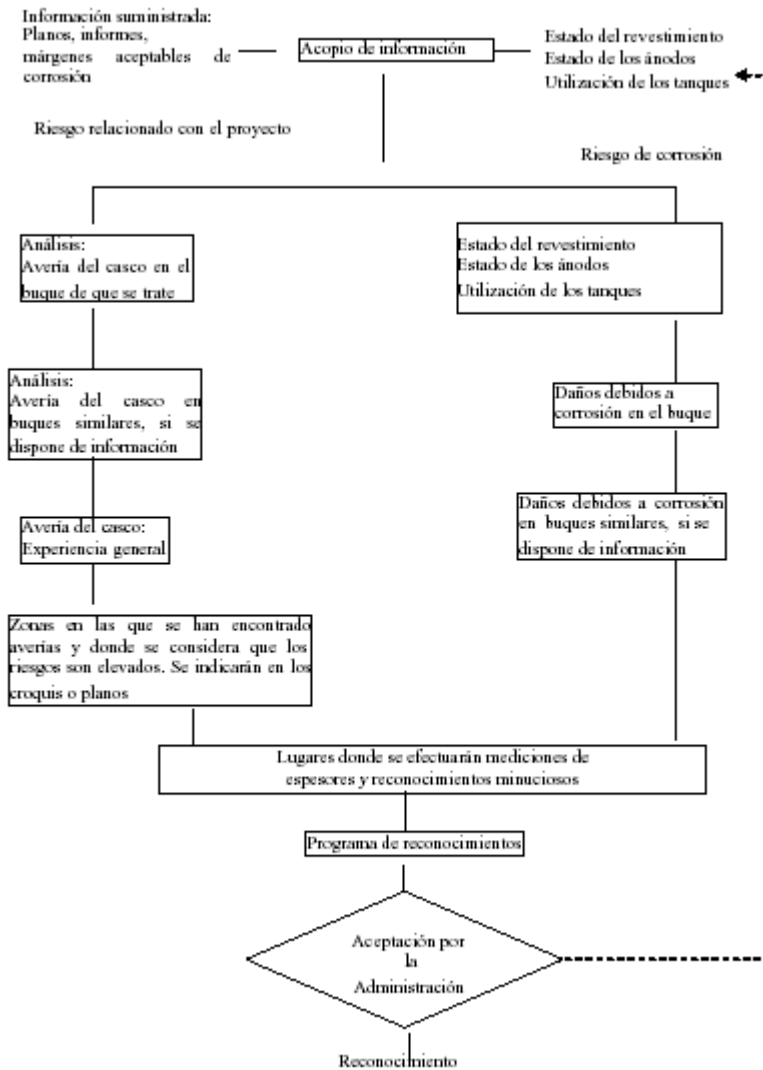 Información suministrada:
Planos, informes,
márgenes aceptables de
corrosión
Acopio de información
Estado del revestimiento
Estado de los ánodos
Utilización de los tanques
Riesgo relacionado con el proyecto
Riesgo de corrosión
Análisis:
Avería del casco en el
buque de que se trate
Estado del revestimiento
Estado de los ánodos
Utilización de los tanques
Análisis:
Avería del casco en
buques similares, si se
dispone de información
Daños debidos a
corrosión en el buque
Avería del casco:
Experiencia general
Daños debidos a corrosión
en buques similares, si se
dispone de información
Zonas en las que se han encontrado
averías y donde se considera que los
riesgos son elevados. Se indicarán en los
croquis o planos
Lugares donde se efectuarán mediciones de
espesores y reconocimientos minuciosos
Programa de reconocimientos
Aceptación por
la
Administración
Reconocimiento